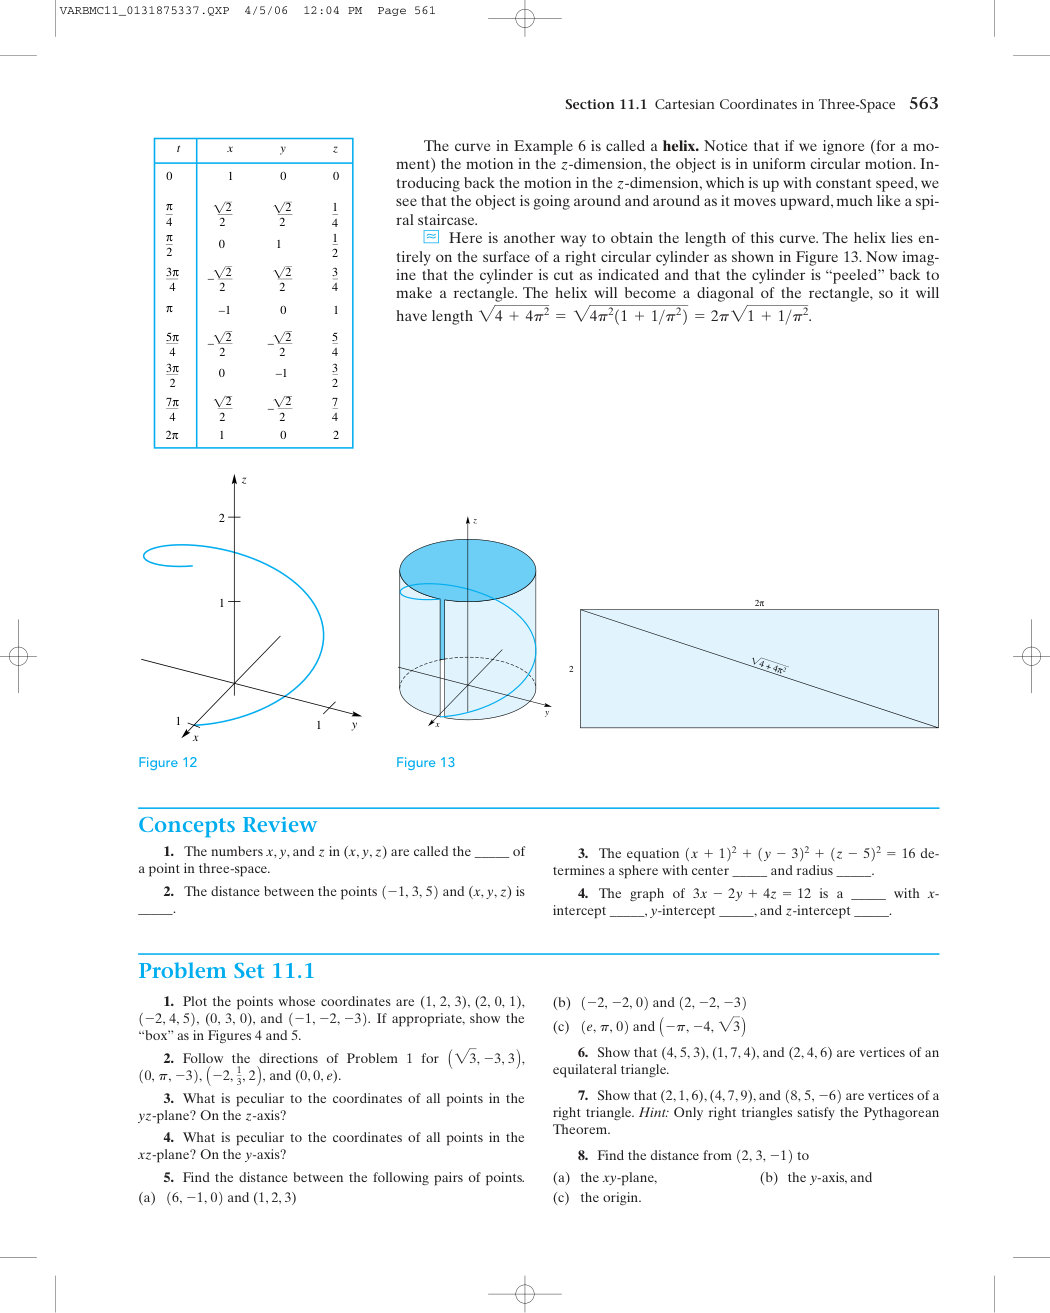 VARBMC11_0131875337.QXP 4/5/06 12:04 PM Page 561
Section 11.1 Cartesian Coordinates in Three-Space 563
t x y z
0 1 0 0
π/4 √2/2 √2/2 1/4
π/2 0 1 1/2
3π/4 –√2/2 √2/2 3/4
π –1 0 1
5π/4 –√2/2 –√2/2 5/4
3π/2 0 –1 3/2
7π/4 √2/2 –√2/2 7/4
2π 1 0 2
The curve in Example 6 is called a helix. Notice that if we ignore (for a mo-
ment) the motion in the z-dimension, the object is in uniform circular motion. In-
troducing back the motion in the z-dimension, which is up with constant speed, we
see that the object is going around and around as it moves upward, much like a spi-
ral staircase.
≈ Here is another way to obtain the length of this curve. The helix lies en-
tirely on the surface of a right circular cylinder as shown in Figure 13. Now imag-
ine that the cylinder is cut as indicated and that the cylinder is “peeled” back to
make a rectangle. The helix will become a diagonal of the rectangle, so it will
have length √(4 + 4π²) = √(4π²(1 + 1/π²)) = 2π√(1 + 1/π²).
z
2
1
1
x
1
y
Figure 12
z
x
y
Figure 13
2π
2
√(4 + 4π²)
Concepts Review
1. The numbers x, y, and z in (x, y, z) are called the _____ of
a point in three-space.
2. The distance between the points (−1, 3, 5) and (x, y, z) is
_____.
3. The equation (x + 1)² + (y − 3)² + (z − 5)² = 16 de-
termines a sphere with center _____ and radius _____.
4. The graph of 3x − 2y + 4z = 12 is a _____ with x-
intercept _____, y-intercept _____, and z-intercept _____.
Problem Set 11.1
1. Plot the points whose coordinates are (1, 2, 3), (2, 0, 1),
(−2, 4, 5), (0, 3, 0), and (−1, −2, −3). If appropriate, show the
“box” as in Figures 4 and 5.
2. Follow the directions of Problem 1 for (√3, −3, 3),
(0, π, −3), (−2, 1/3, 2), and (0, 0, e).
3. What is peculiar to the coordinates of all points in the
yz-plane? On the z-axis?
4. What is peculiar to the coordinates of all points in the
xz-plane? On the y-axis?
5. Find the distance between the following pairs of points.
(a) (6, −1, 0) and (1, 2, 3)
(b) (−2, −2, 0) and (2, −2, −3)
(c) (e, π, 0) and (−π, −4, √3)
6. Show that (4, 5, 3), (1, 7, 4), and (2, 4, 6) are vertices of an
equilateral triangle.
7. Show that (2, 1, 6), (4, 7, 9), and (8, 5, −6) are vertices of a
right triangle. Hint: Only right triangles satisfy the Pythagorean
Theorem.
8. Find the distance from (2, 3, −1) to
(a) the xy-plane, (b) the y-axis, and
(c) the origin.